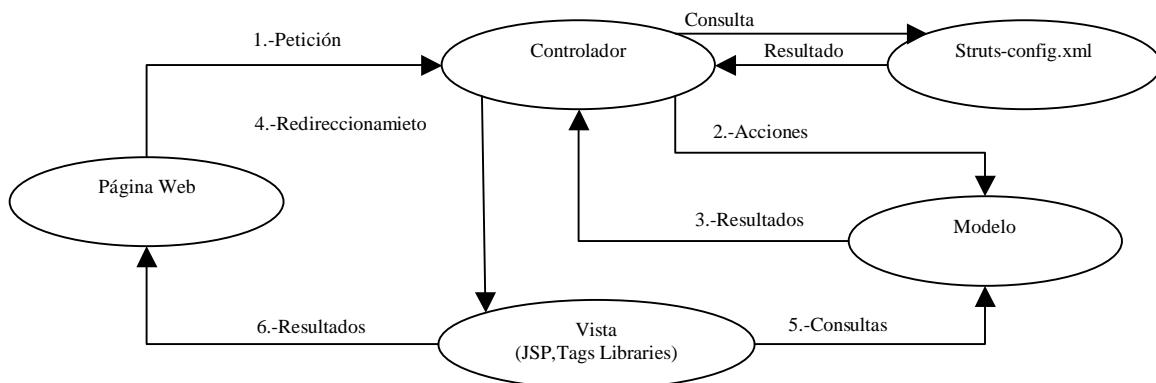 Consulta
1.-Petición
Controlador
Resultado
Struts-config.xml
4.-Redireccionamieto
2.-Acciones
Página Web
3.-Resultados
Modelo
6.-Resultados
Vista
(JSP,Tags Libraries)
5.-Consultas